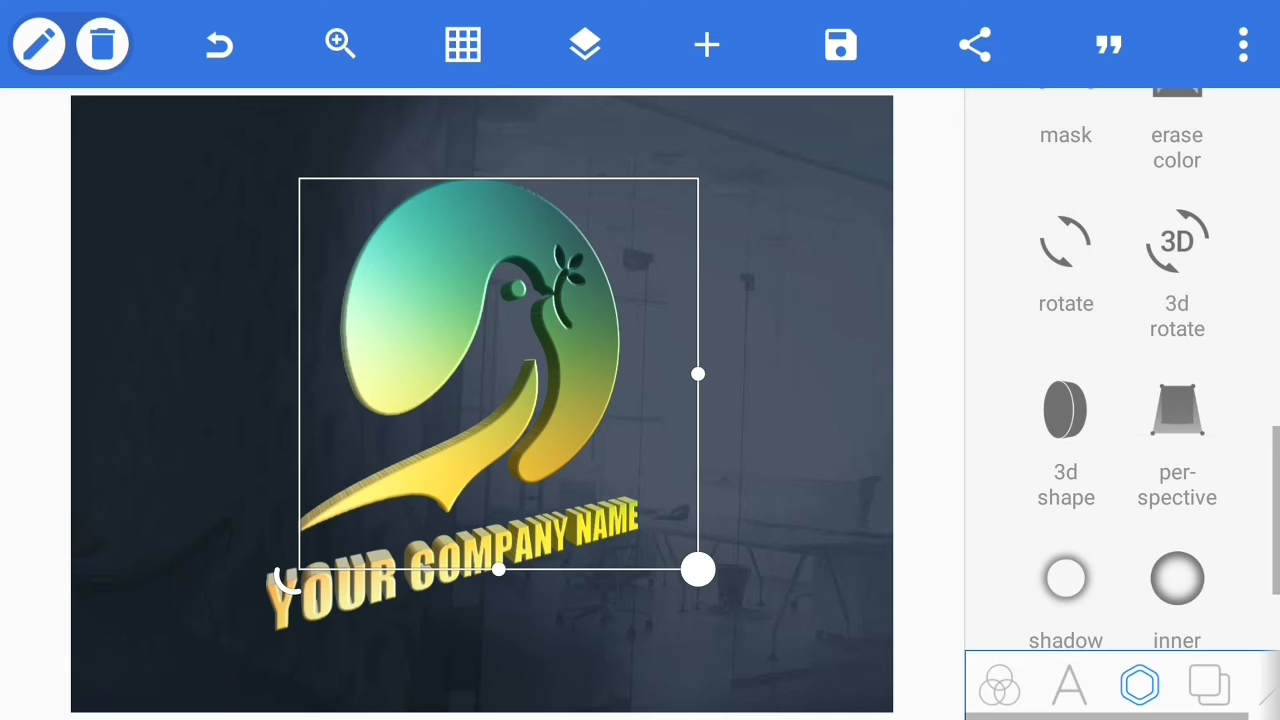 mask
erase
color
3D
rotate
3d
rotate
3d
shape
per-
spective
shadow
inner
YOUR COMPANY NAME